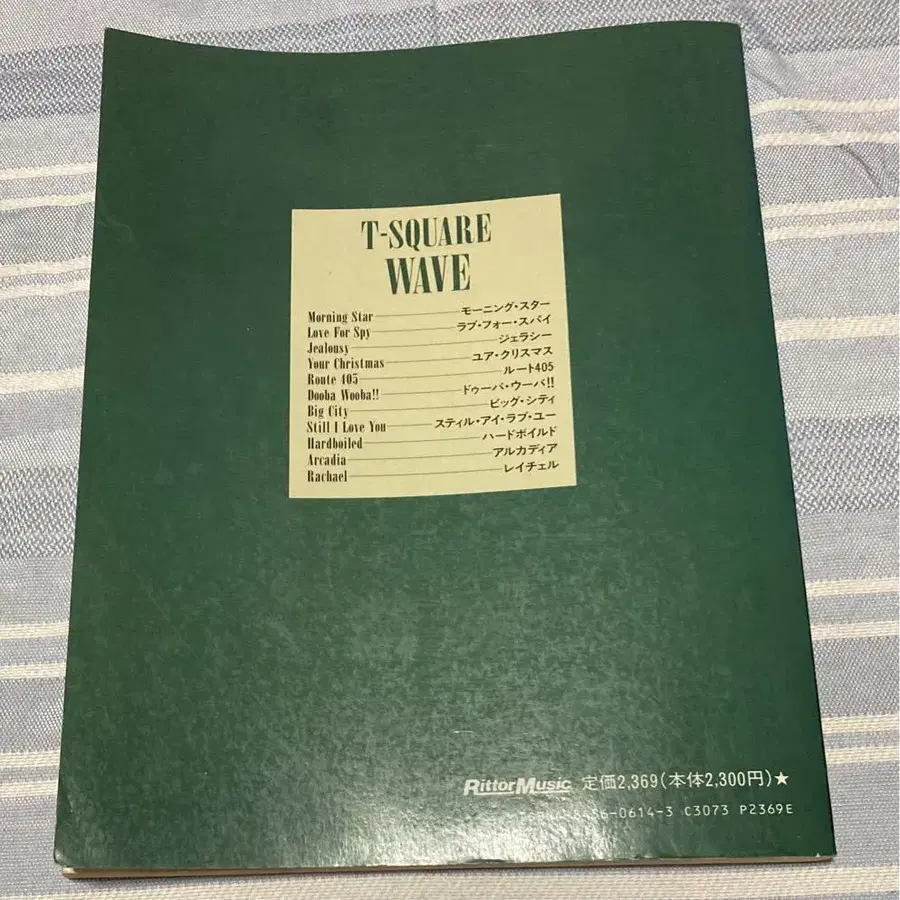 T-SQUARE
WAVE
Morning Star モーニング・スター
Love For Spy ラブ・フォー・スパイ
Jealousy ジェラシー
Your Christmas ユア・クリスマス
Route 405 ルート405
Dooba Wooba!! ドゥーバ・ウーバ!!
Big City ビッグ・シティ
Still I Love You スティル・アイ・ラブ・ユー
Hardboiled ハードボイルド
Arcadia アルカディア
Rachael レイチェル
RittorMusic 定価2,369(本体2,300円)★
-0614-3 C3073 P2369E